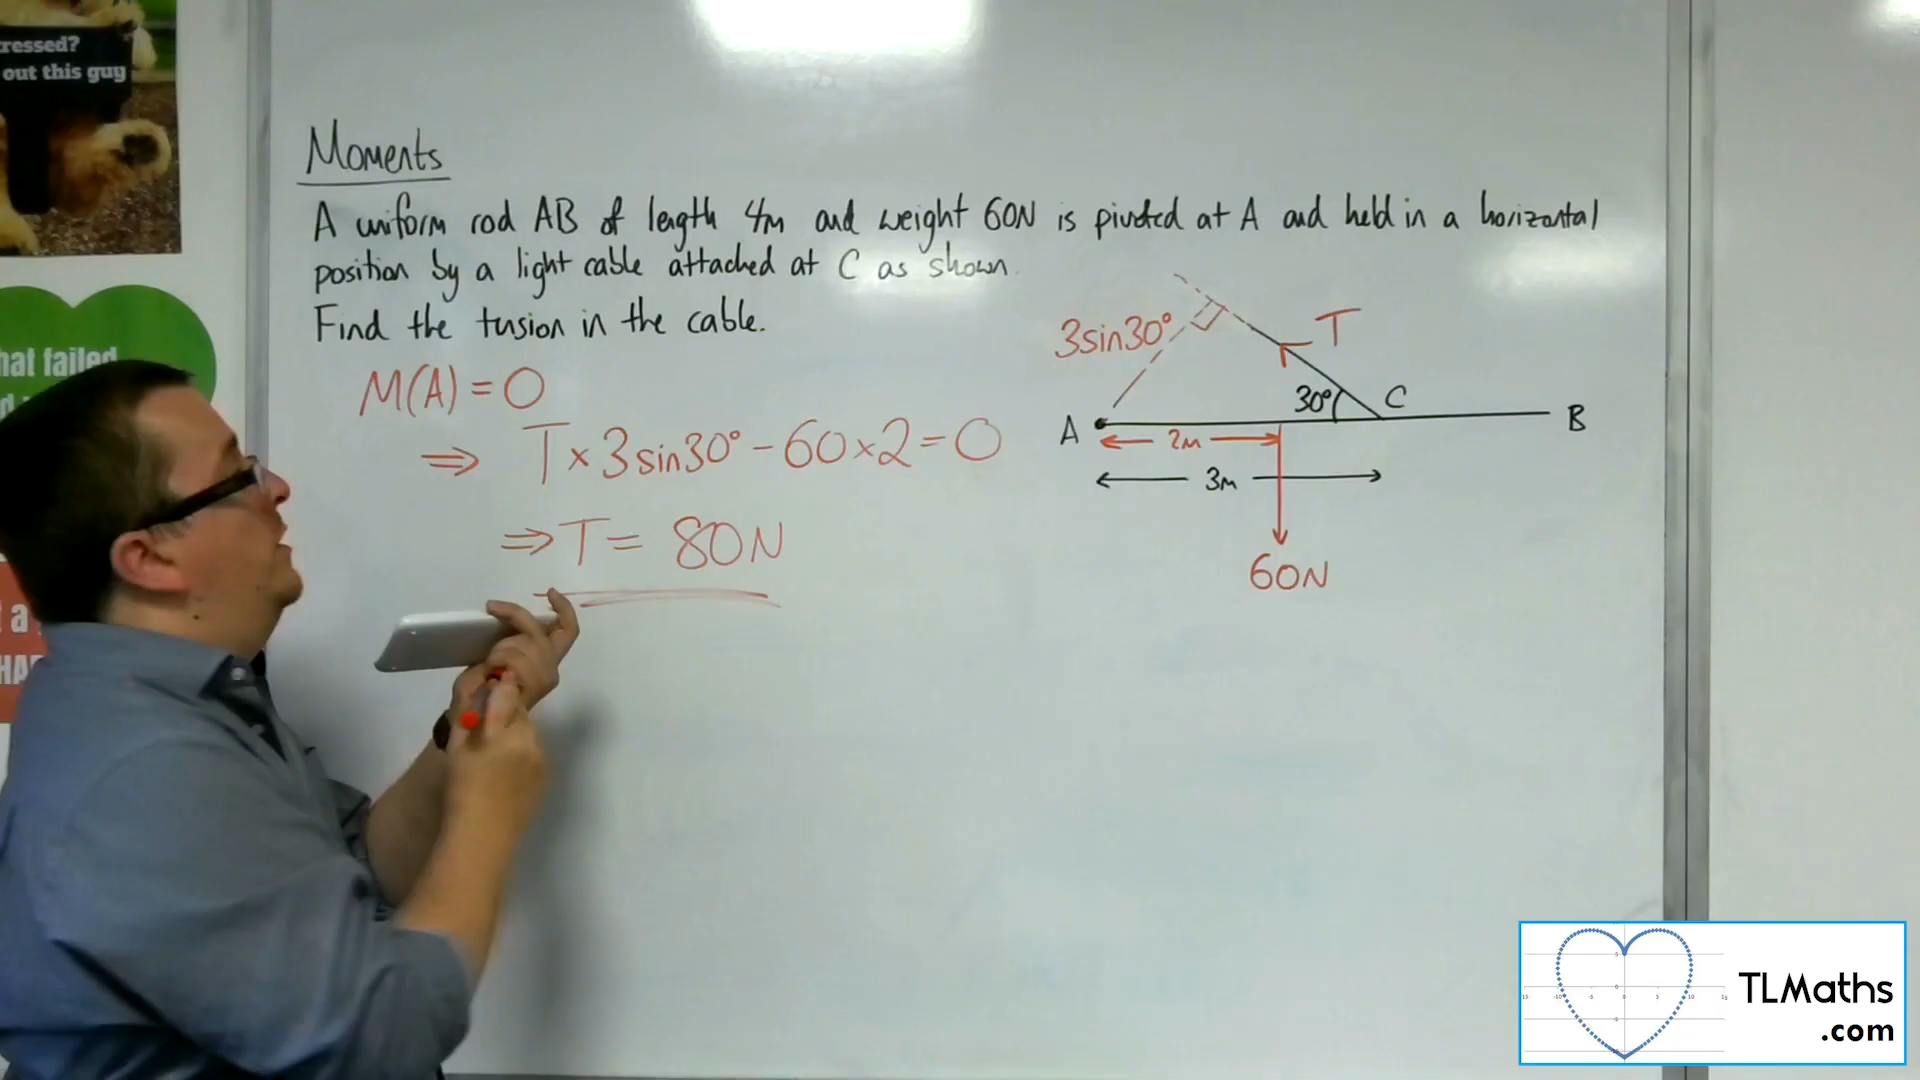 ressed?
out this guy
hat failed
Moments
A uniform rod AB of length 4m and weight 60N is pivoted at A and held in a horizontal
position by a light cable attached at C as shown.
Find the tension in the cable.
M(A) = 0
⇒ T × 3 sin30° - 60 × 2 = 0
⇒ T = 80N
3sin30°
T
30°
C
A
B
2m
3m
60N
a
TLMaths
.com